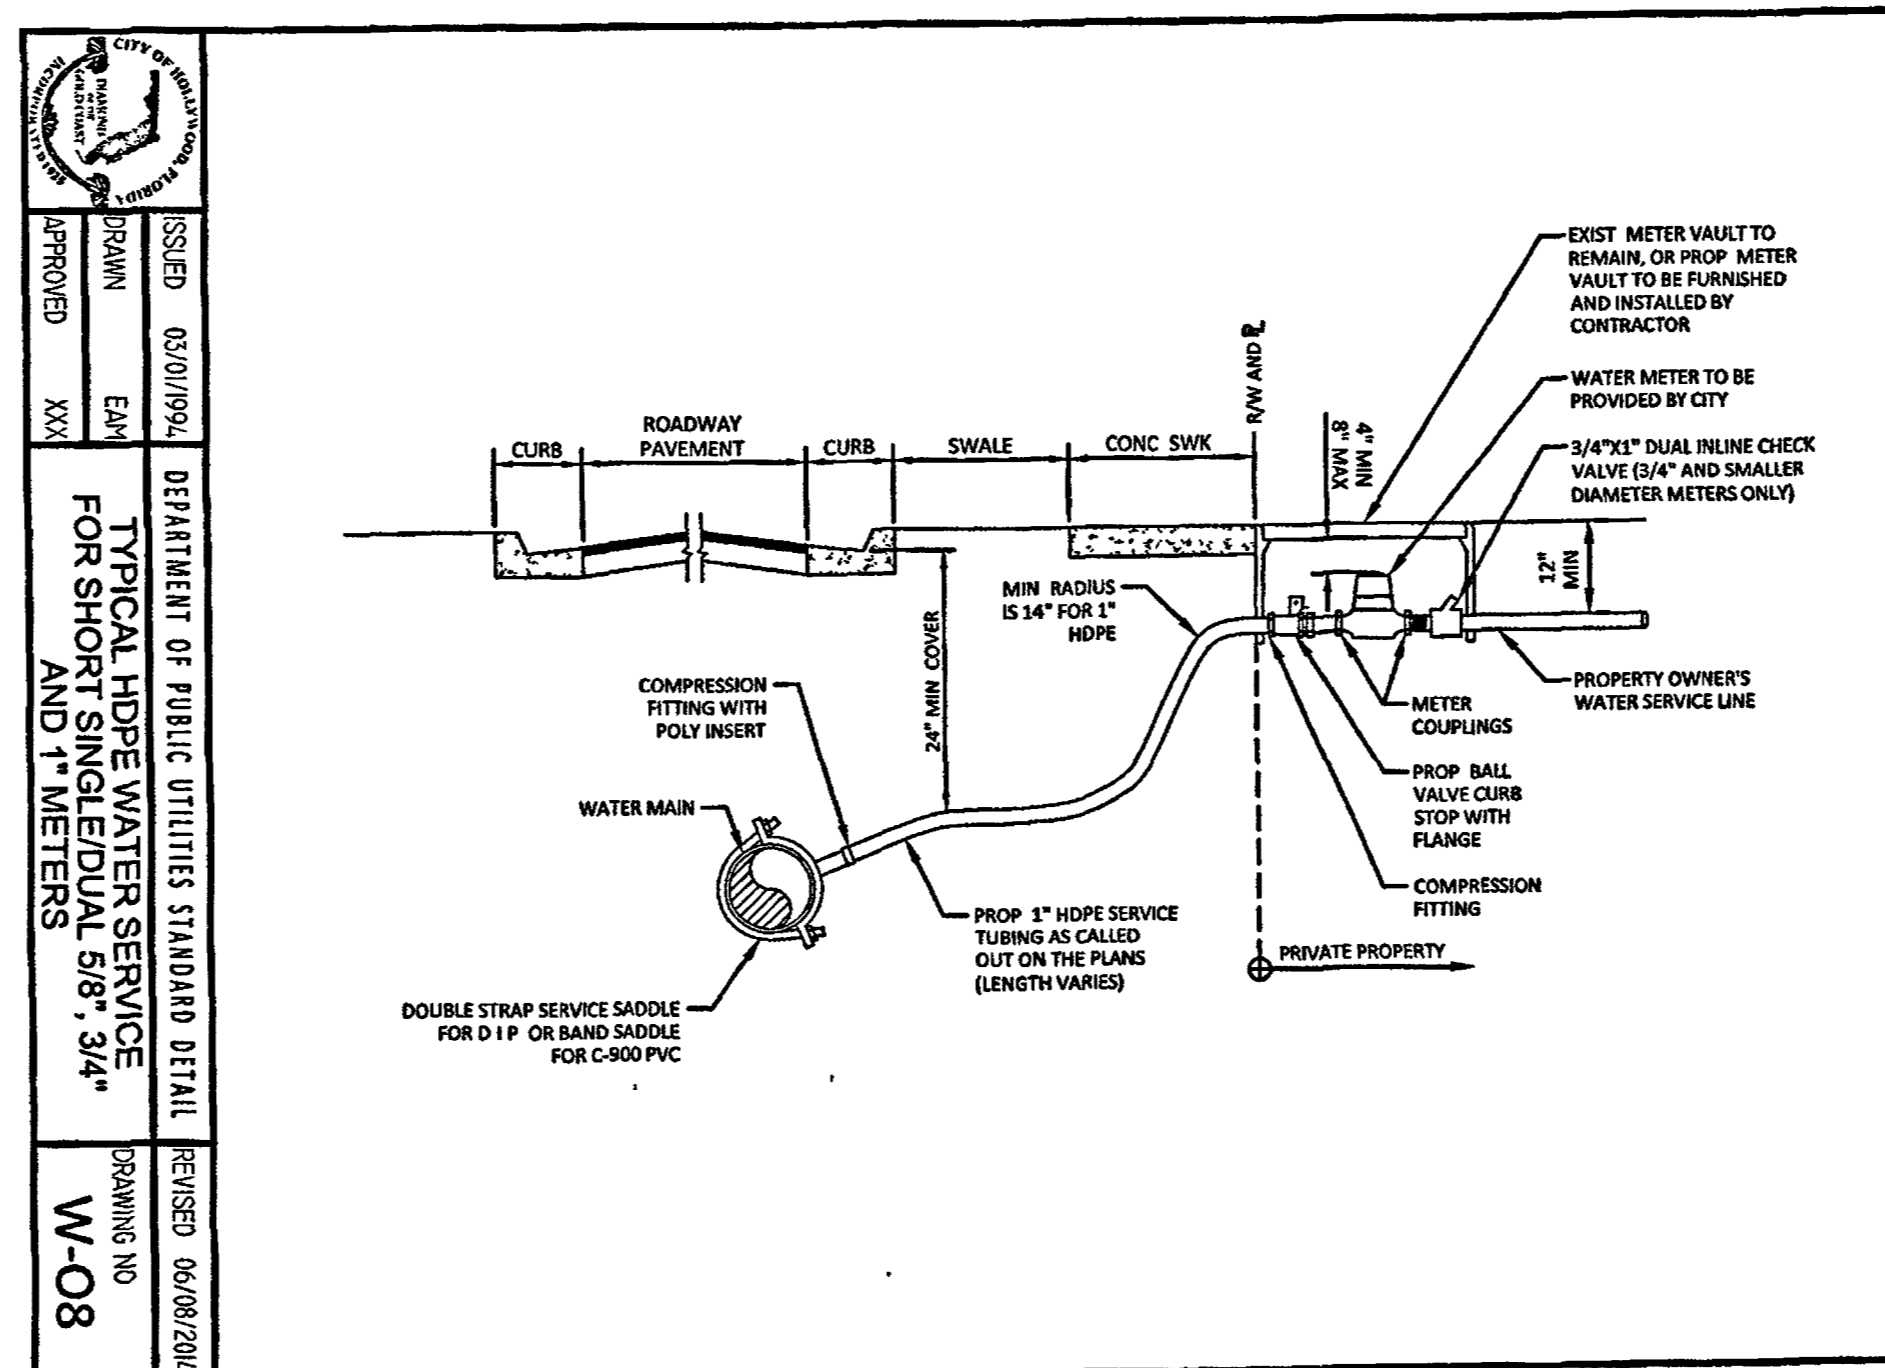 CITY OF HOLLYWOOD, FLORIDA
ISSUED 03/01/1994
DRAWN EAM
APPROVED XXX
DEPARTMENT OF PUBLIC UTILITIES STANDARD DETAIL
TYPICAL HDPE WATER SERVICE
FOR SHORT SINGLE/DUAL 5/8", 3/4"
AND 1" METERS
REVISED 06/08/2014
DRAWING NO
W-08
CURB
ROADWAY
PAVEMENT
CURB
SWALE
CONC SWK
R/W AND PL
4" MIN
8" MAX
EXIST METER VAULT TO
REMAIN, OR PROP METER
VAULT TO BE FURNISHED
AND INSTALLED BY
CONTRACTOR
WATER METER TO BE
PROVIDED BY CITY
3/4"X1" DUAL INLINE CHECK
VALVE (3/4" AND SMALLER
DIAMETER METERS ONLY)
12"
MIN
MIN RADIUS
IS 14" FOR 1"
HDPE
24" MIN COVER
COMPRESSION
FITTING WITH
POLY INSERT
WATER MAIN
PROPERTY OWNER'S
WATER SERVICE LINE
METER
COUPLINGS
PROP BALL
VALVE CURB
STOP WITH
FLANGE
COMPRESSION
FITTING
PROP 1" HDPE SERVICE
TUBING AS CALLED
OUT ON THE PLANS
(LENGTH VARIES)
PRIVATE PROPERTY
DOUBLE STRAP SERVICE SADDLE
FOR D I P OR BAND SADDLE
FOR C-900 PVC